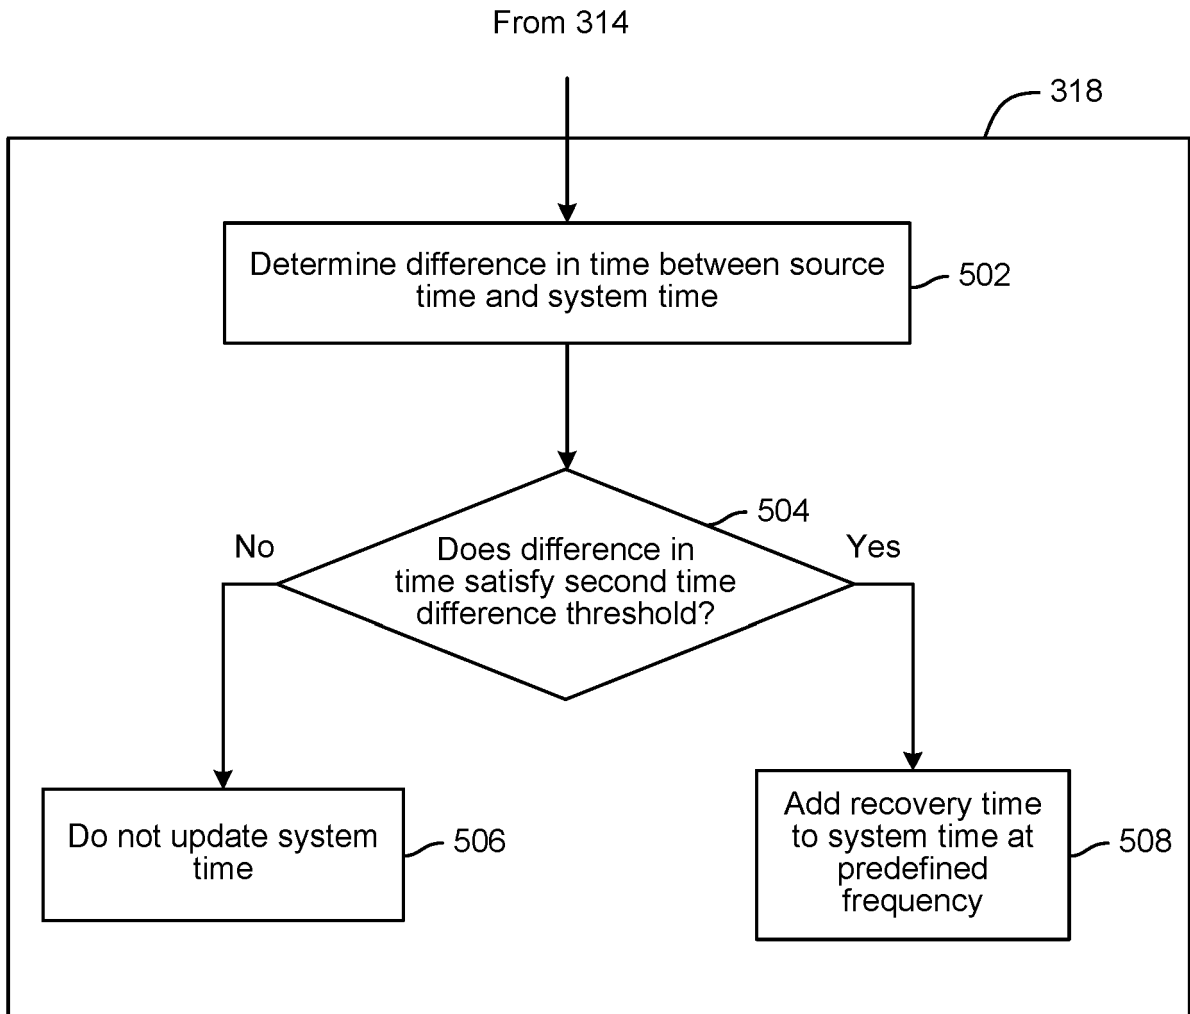 From 314
318
Determine difference in time between source
time and system time
502
504
No
Yes
Does difference in
time satisfy second time
difference threshold?
Do not update system
time
506
Add recovery time
to system time at
predefined
frequency
508